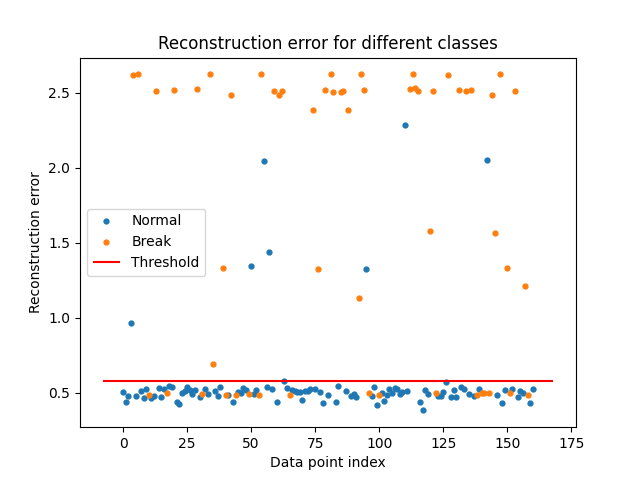 Reconstruction error for different classes
Reconstruction error
2.5
2.0
1.5
1.0
0.5
Normal
Break
Threshold
0 25 50 75 100 125 150 175
Data point index